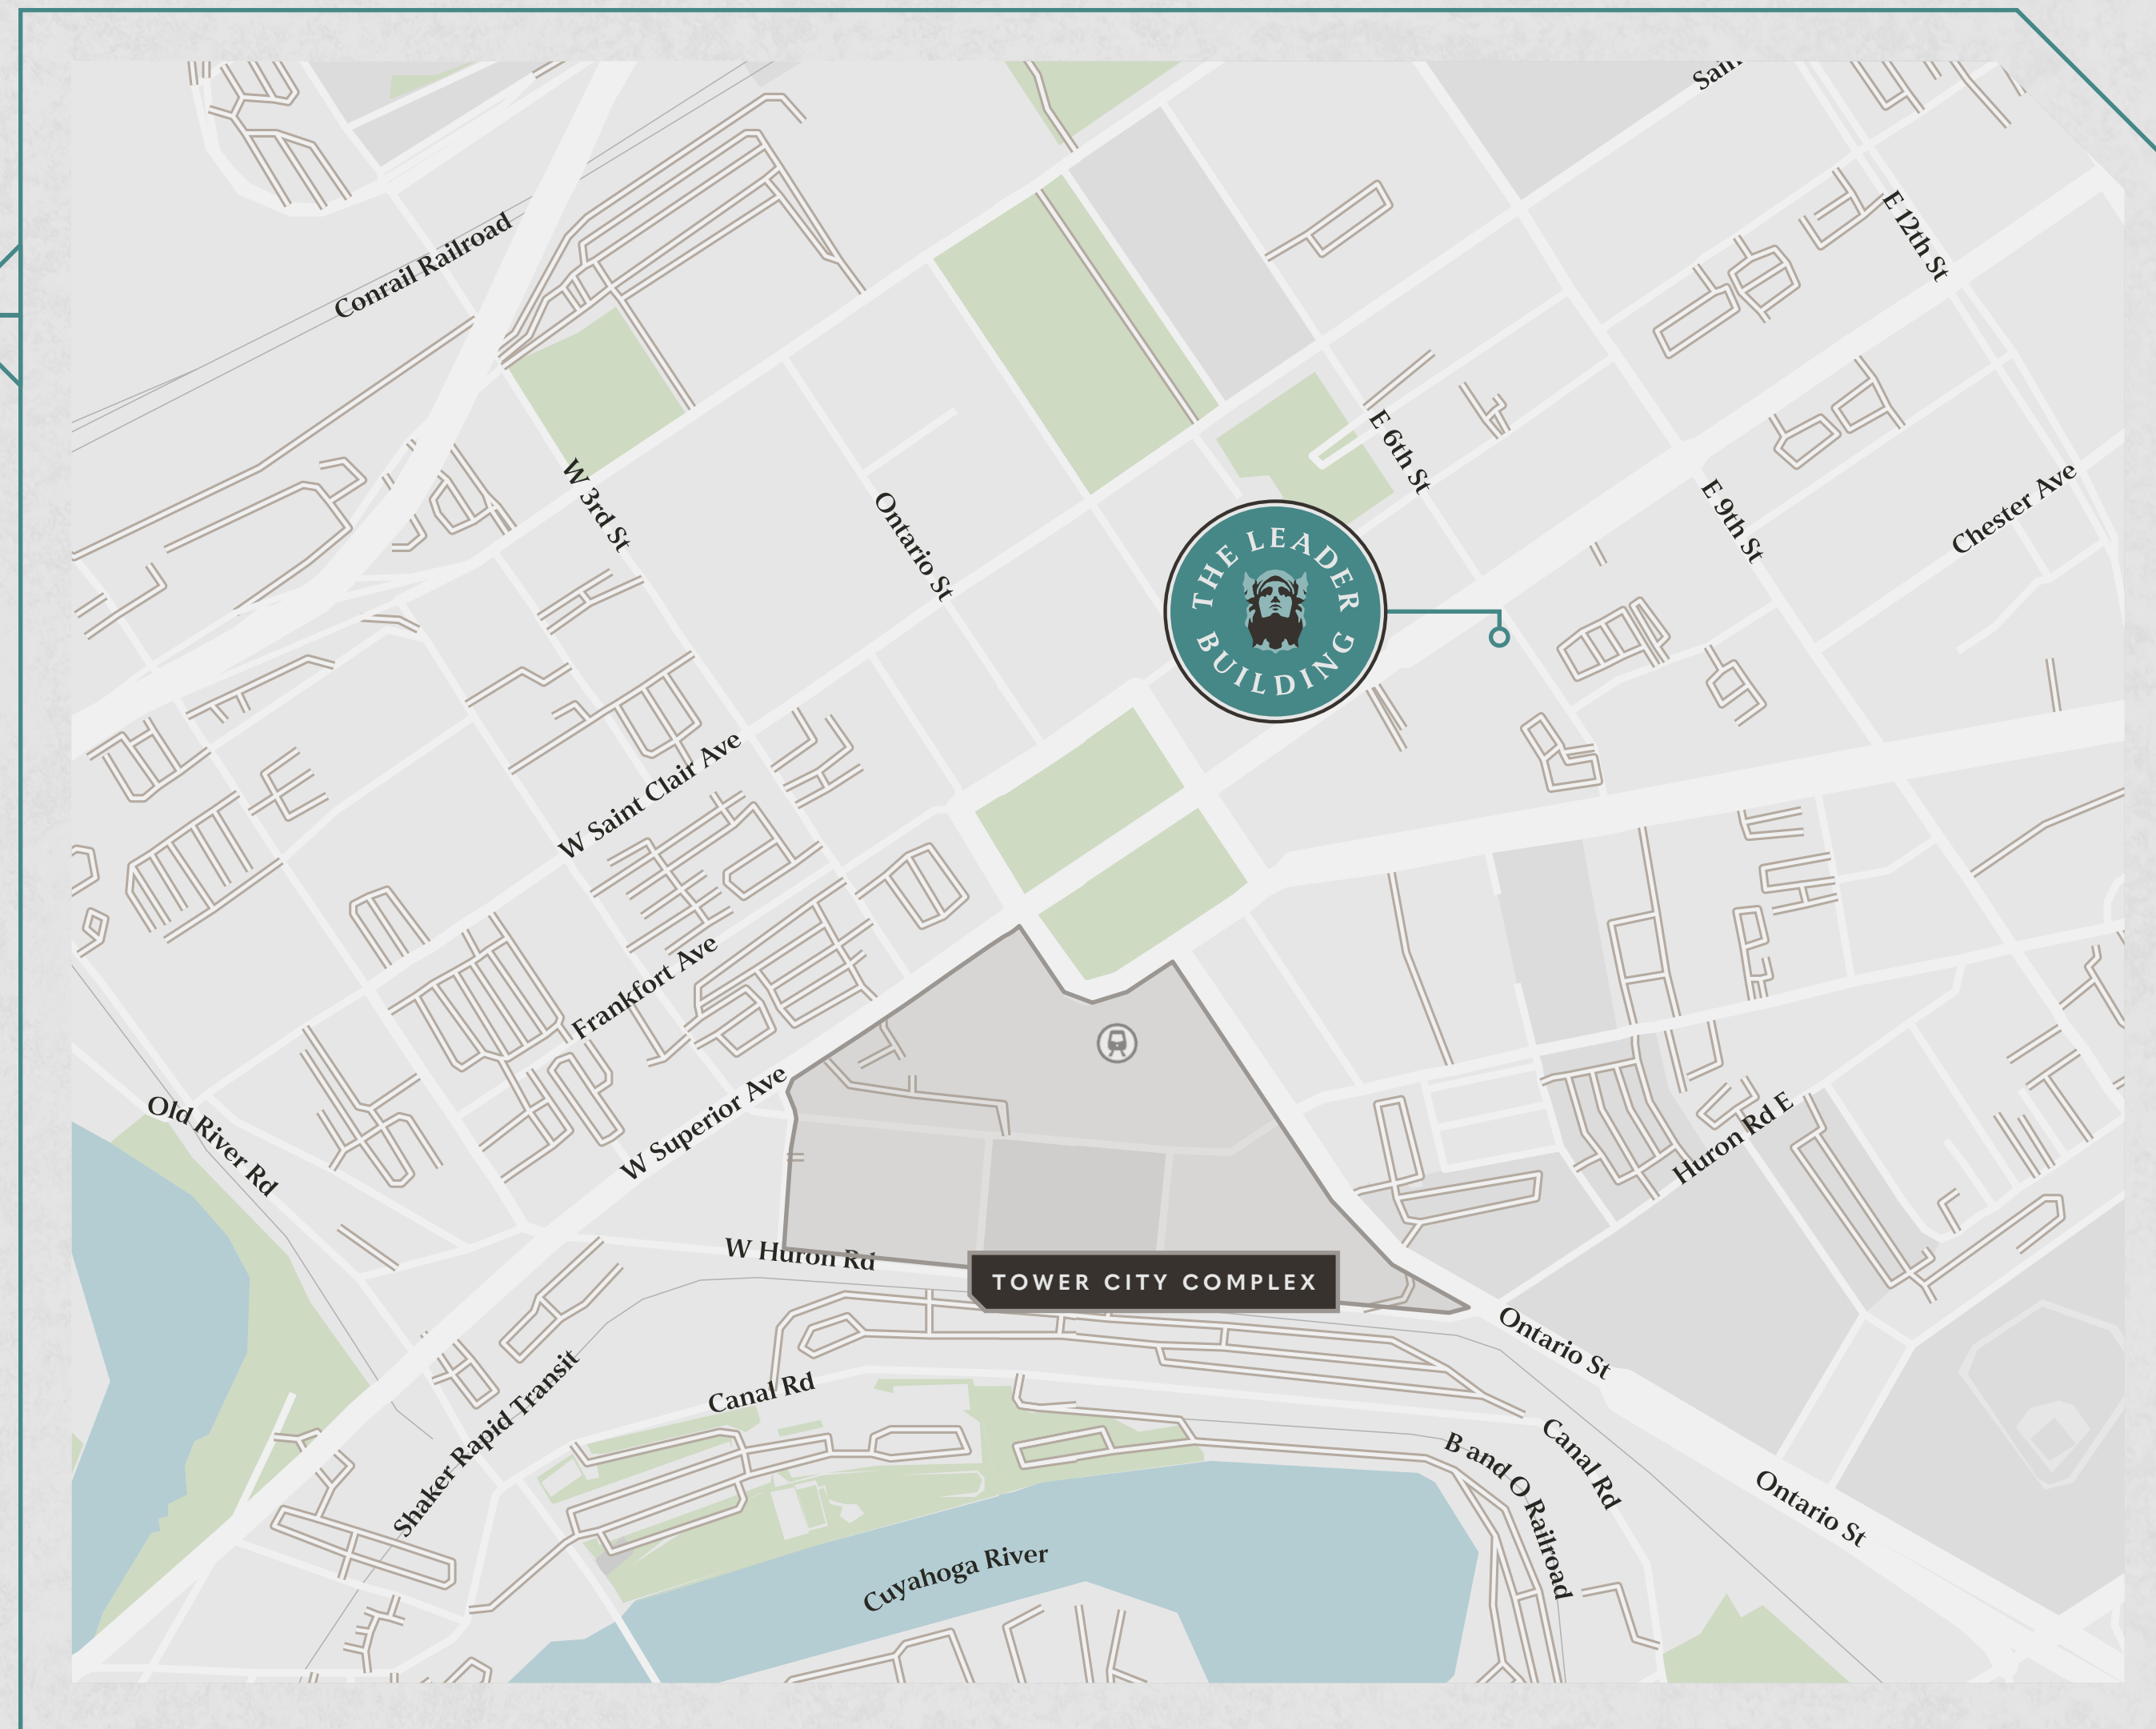 Sain
E 12th St
Conrail Railroad
E 6th St
W 3rd St
Ontario St
E 9th St
Chester Ave
THE LEADER
BUILDING
W Saint Clair Ave
Frankfort Ave
W Superior Ave
Old River Rd
Huron Rd E
W Huron Rd
TOWER CITY COMPLEX
Ontario St
Shaker Rapid Transit
Canal Rd
B and O Railroad
Canal Rd
Ontario St
Cuyahoga River